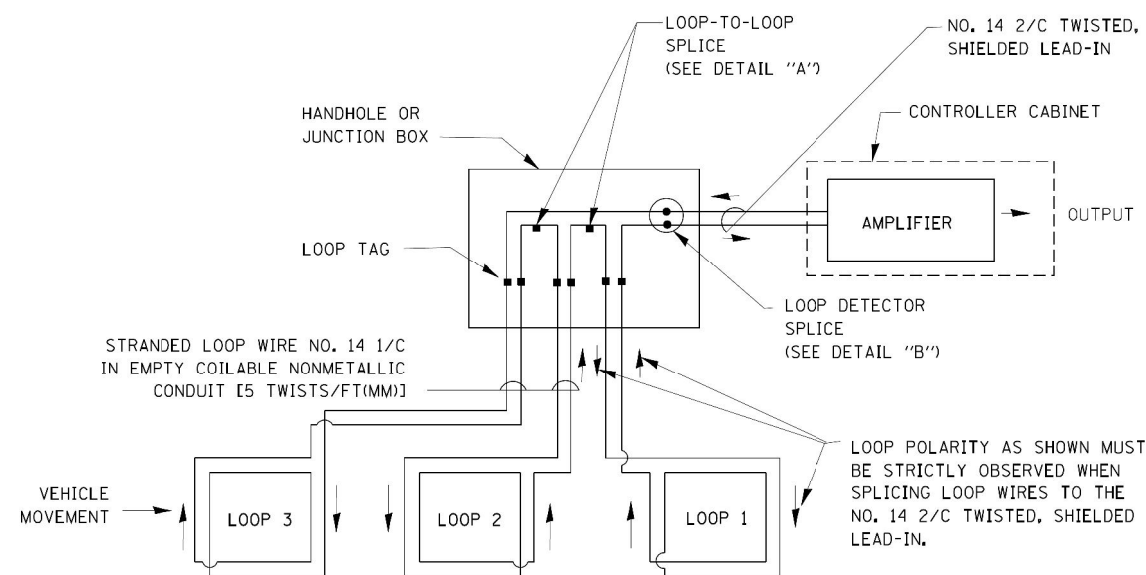 LOOP-TO-LOOP
SPLICE
(SEE DETAIL "A")
NO. 14 2/C TWISTED,
SHIELDED LEAD-IN
HANDHOLE OR
JUNCTION BOX
CONTROLLER CABINET
AMPLIFIER
OUTPUT
LOOP TAG
LOOP DETECTOR
SPLICE
(SEE DETAIL "B")
STRANDED LOOP WIRE NO. 14 1/C
IN EMPTY COILABLE NONMETALLIC
CONDUIT [5 TWISTS/FT(MM)]
LOOP POLARITY AS SHOWN MUST
BE STRICTLY OBSERVED WHEN
SPLICING LOOP WIRES TO THE
NO. 14 2/C TWISTED, SHIELDED
LEAD-IN.
VEHICLE
MOVEMENT
LOOP 3
LOOP 2
LOOP 1